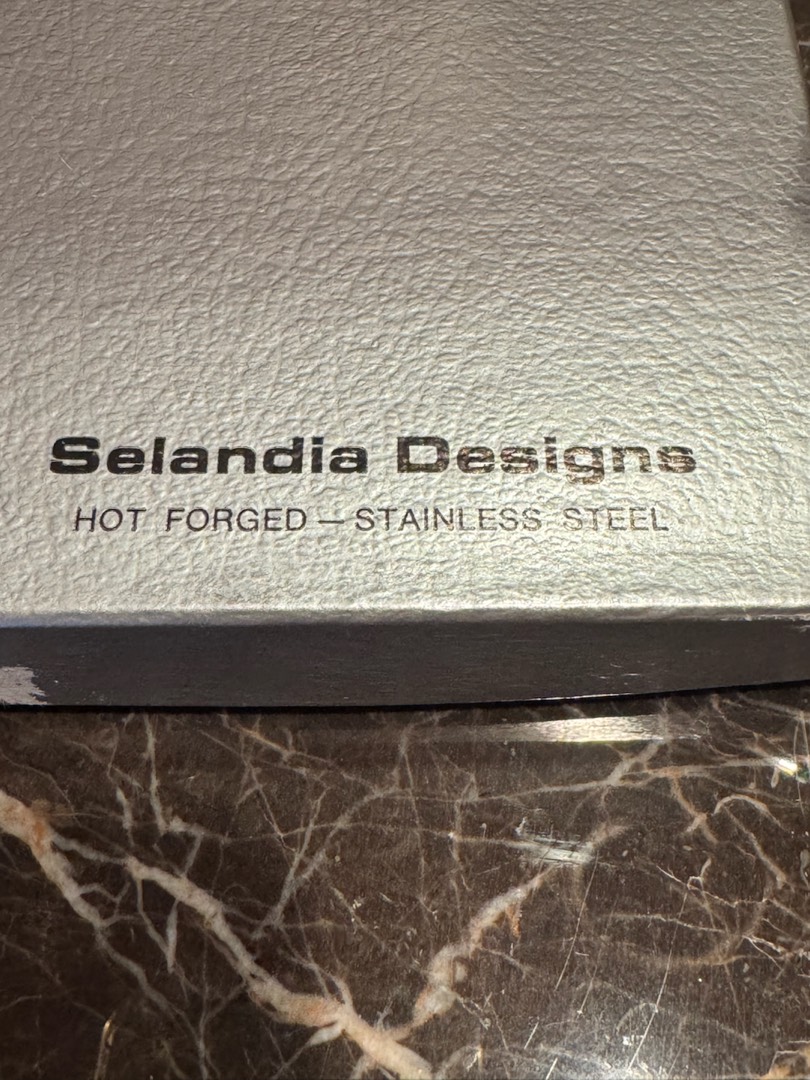 Selandia Designs
HOT FORGED — STAINLESS STEEL